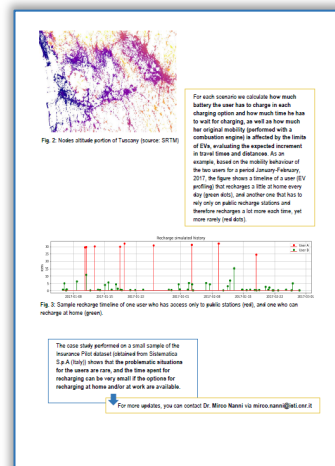 Fig. 2: Nodes altitude portion of Tuscany (source: SRTM)
For each scenario we calculate how much
battery the user has to charge in each
charging option and how much time he has
to wait for charging, as well as how much
her original mobility (performed with a
combustion engine) is affected by the limits
of EVs, evaluating the expected increment
in travel times and distances. As an
example, based on the mobility behaviour of
the two users for a period January-February,
2017, the figure shown a timeline of a user (EV
profiling) that recharges a little at home every
day (green dots), and another one that has to
rely only on public recharge stations and
therefore recharges a lot more each time, yet
more rarely (red dots).
Recharge simulated history
User A
User B
Fig. 3: Sample recharge timeline of one user who has access only to public stations (red), and one who can
recharge at home (green).
The case study performed on a small sample of the
Insurance Pilot dataset (obtained from Sistematica
S.p.A (Italy)) shows that the problematic situations
for the users are rare, and the time spent for
recharging can be very small if the options for
recharging at home and/or at work are available.
For more updates, you can contact Dr. Mirco Nanni via mirco.nanni@isti.cnr.it